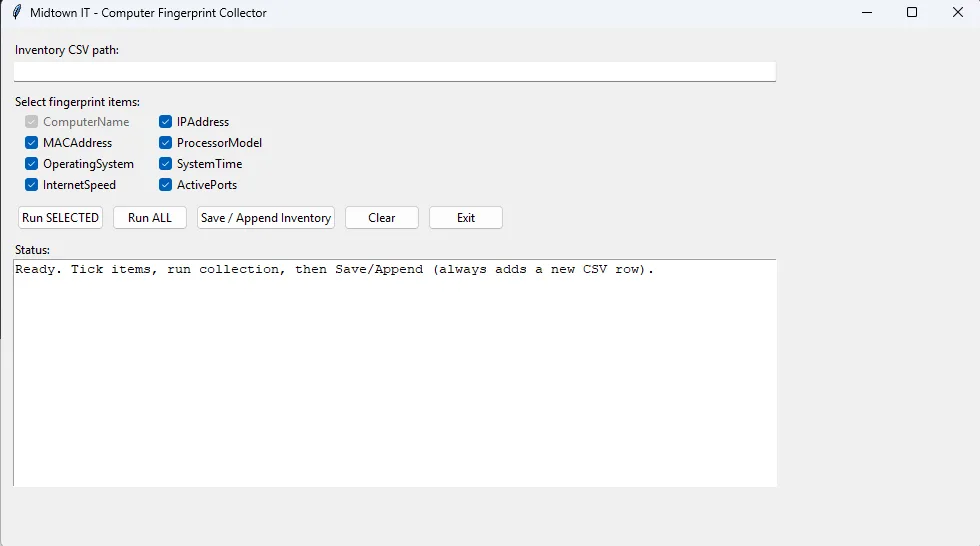 Midtown IT - Computer Fingerprint Collector
Inventory CSV path:
Select fingerprint items:
ComputerName IPAddress
MACAddress ProcessorModel
OperatingSystem SystemTime
InternetSpeed ActivePorts
Run SELECTED Run ALL Save / Append Inventory Clear Exit
Status:
Ready. Tick items, run collection, then Save/Append (always adds a new CSV row).